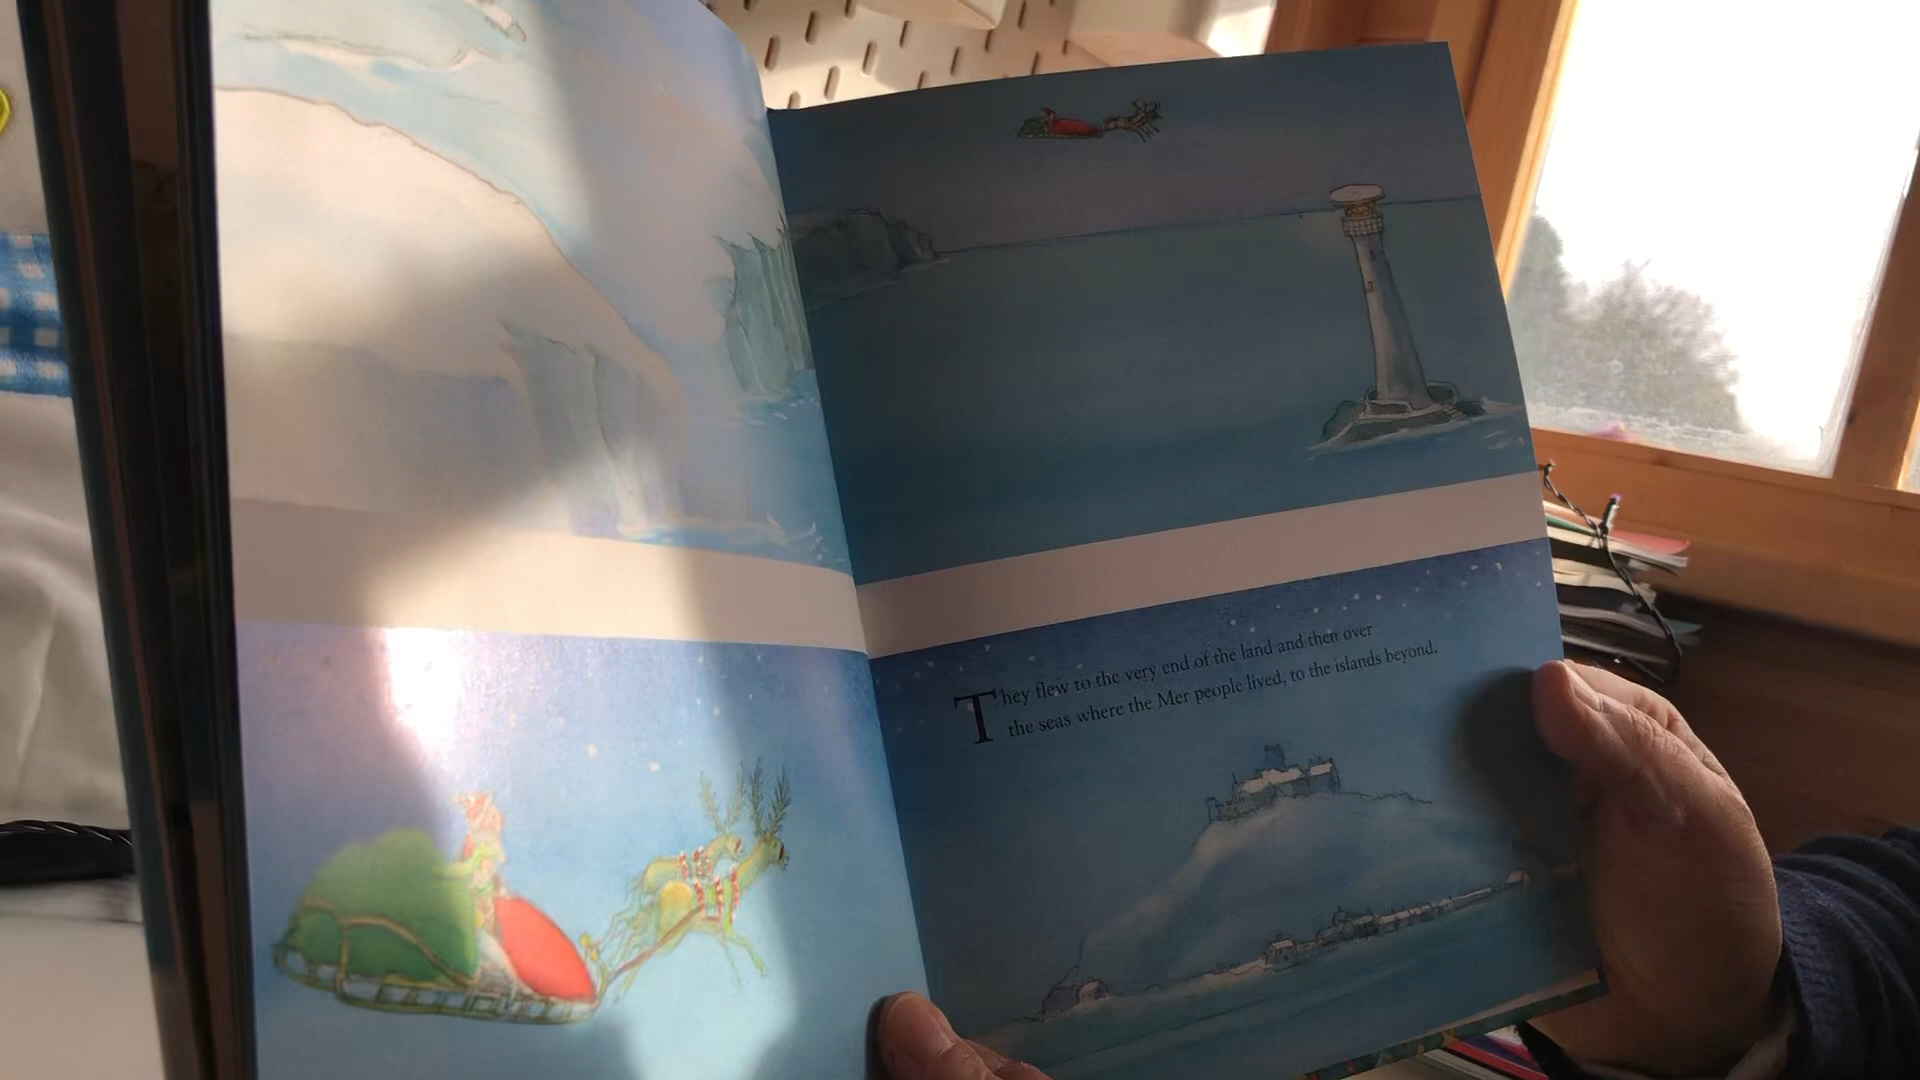 They flew to the very end of the land and then over
the seas where the Mer people lived, to the islands beyond.